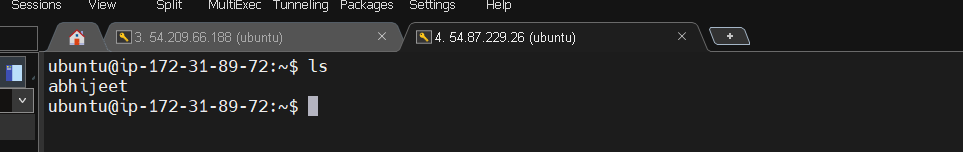 Sessions View Split MultiExec Tunneling Packages Settings Help
3. 54.209.66.188 (ubuntu) 4. 54.87.229.26 (ubuntu)
ubuntu@ip-172-31-89-72:~$ ls
abhijeet
ubuntu@ip-172-31-89-72:~$